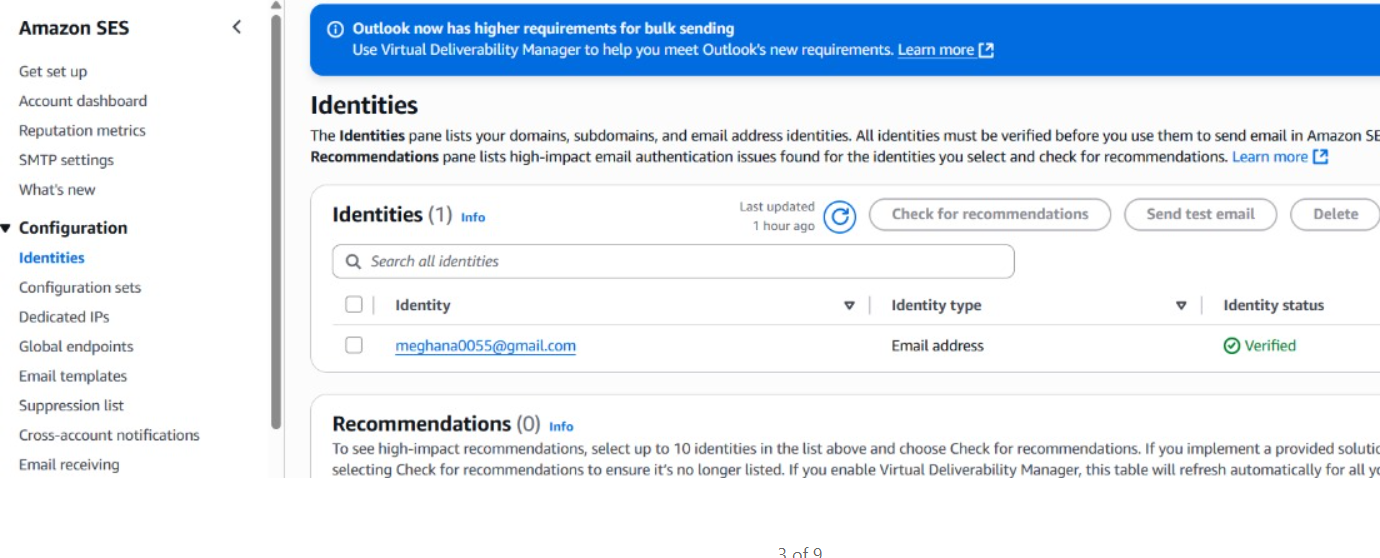 Amazon SES
Get set up
Account dashboard
Reputation metrics
SMTP settings
What's new
Configuration
Identities
Configuration sets
Dedicated IPs
Global endpoints
Email templates
Suppression list
Cross-account notifications
Email receiving
Outlook now has higher requirements for bulk sending
Use Virtual Deliverability Manager to help you meet Outlook's new requirements. Learn more
Identities
The Identities pane lists your domains, subdomains, and email address identities. All identities must be verified before you use them to send email in Amazon SE
Recommendations pane lists high-impact email authentication issues found for the identities you select and check for recommendations. Learn more
Identities (1) Info
Last updated
1 hour ago
Check for recommendations
Send test email
Delete
Search all identities
Identity
Identity type
Identity status
meghana0055@gmail.com
Email address
Verified
Recommendations (0) Info
To see high-impact recommendations, select up to 10 identities in the list above and choose Check for recommendations. If you implement a provided solutio
selecting Check for recommendations to ensure it's no longer listed. If you enable Virtual Deliverability Manager, this table will refresh automatically for all yo
3 of 9